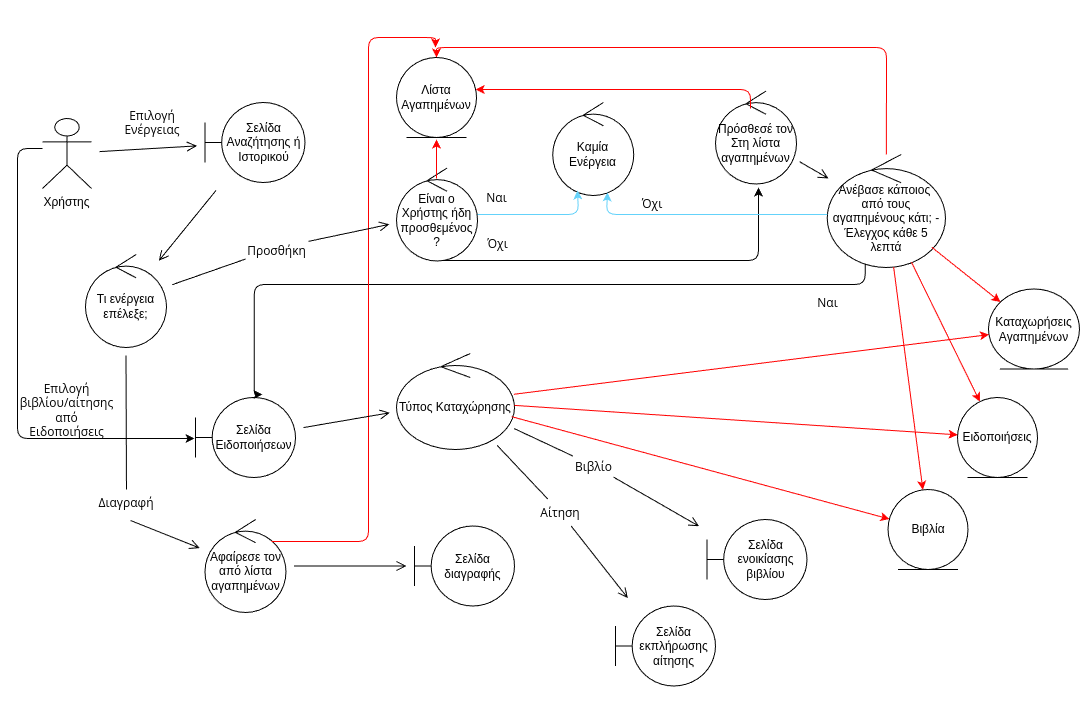 Λίστα
Αγαπημένων
Επιλογή
Ενέργειας
Σελίδα
Αναζήτησης ή
Ιστορικού
Χρήστης
Καμία
Ενέργεια
Πρόσθεσέ τον
Στη λίστα
αγαπημένων
Είναι ο
Χρήστης ήδη
προσθεμένος
?
Ναι
Όχι
Όχι
Ανέβασε κάποιος
από τους
αγαπημένους κάτι; -
Έλεγχος κάθε 5
λεπτά
Προσθήκη
Τι ενέργεια
επέλεξε;
Ναι
Καταχωρήσεις
Αγαπημένων
Επιλογή
βιβλίου/αίτησης
από
Ειδοποιήσεις
Σελίδα
Ειδοποιήσεων
Τύπος Καταχώρησης
Ειδοποιήσεις
Βιβλίο
Διαγραφή
Αίτηση
Βιβλία
Αφαίρεσε τον
από λίστα
αγαπημένων
Σελίδα
διαγραφής
Σελίδα
ενοικίασης
βιβλίου
Σελίδα
εκπλήρωσης
αίτησης